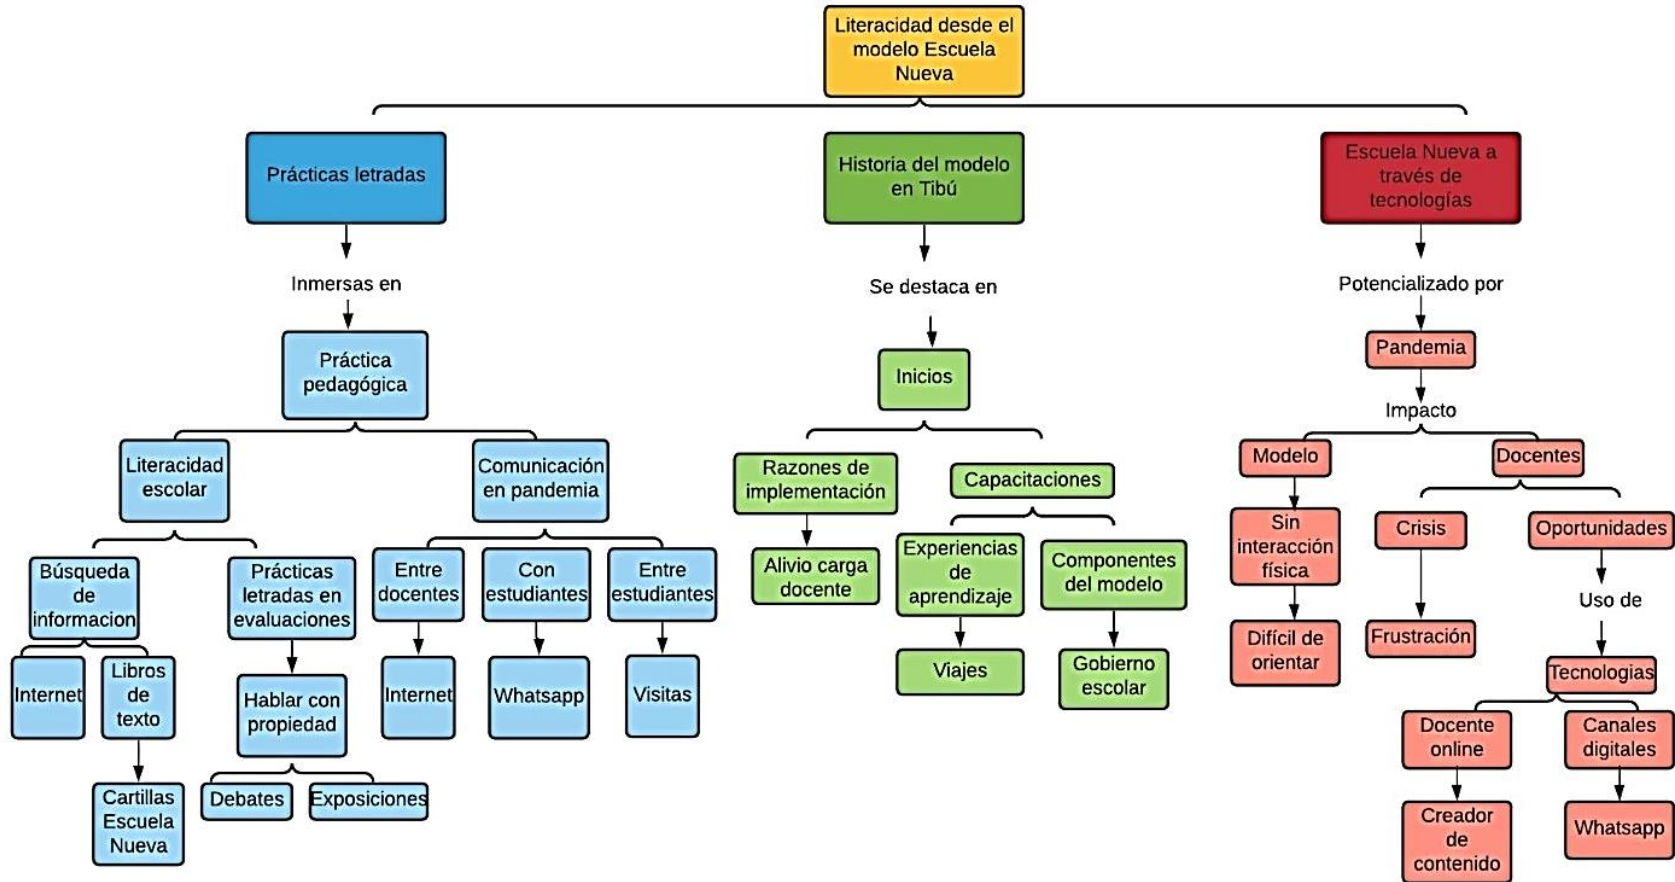 Literacidad desde el
modelo Escuela
Nueva
Prácticas letradas
Historia del modelo
en Tibú
Escuela Nueva a
través de
tecnologías
Inmersas en
Se destaca en
Potencializado por
Práctica
pedagógica
Inicios
Pandemia
Impacto
Literacidad
escolar
Comunicación
en pandemia
Razones de
implementación
Capacitaciones
Modelo
Docentes
Búsqueda
de
informacion
Prácticas
letradas en
evaluaciones
Entre
docentes
Con
estudiantes
Entre
estudiantes
Alivio carga
docente
Experiencias
de
aprendizaje
Componentes
del modelo
Sin
interacción
física
Crisis
Oportunidades
Uso de
Internet
Libros
de
texto
Hablar con
propiedad
Internet
Whatsapp
Visitas
Viajes
Gobierno
escolar
Difícil de
orientar
Frustración
Tecnologias
Cartillas
Escuela
Nueva
Debates
Exposiciones
Docente
online
Canales
digitales
Creador
de
contenido
Whatsapp